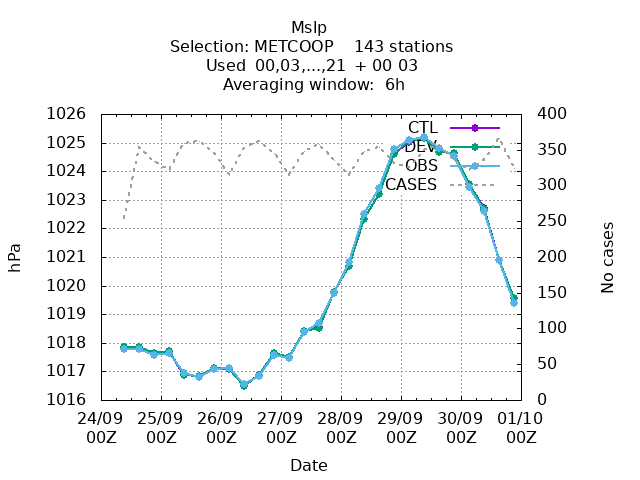 Mslp
Selection: METCOOP 143 stations
Used 00,03,...,21 + 00 03
Averaging window: 6h
1026
1025
1024
1023
1022
1021
1020
1019
1018
1017
1016
hPa
400
350
300
250
200
150
100
50
0
No cases
CTL
DEV
OBS
CASES
24/09 25/09 26/09 27/09 28/09 29/09 30/09 01/10
00Z 00Z 00Z 00Z 00Z 00Z 00Z 00Z
Date